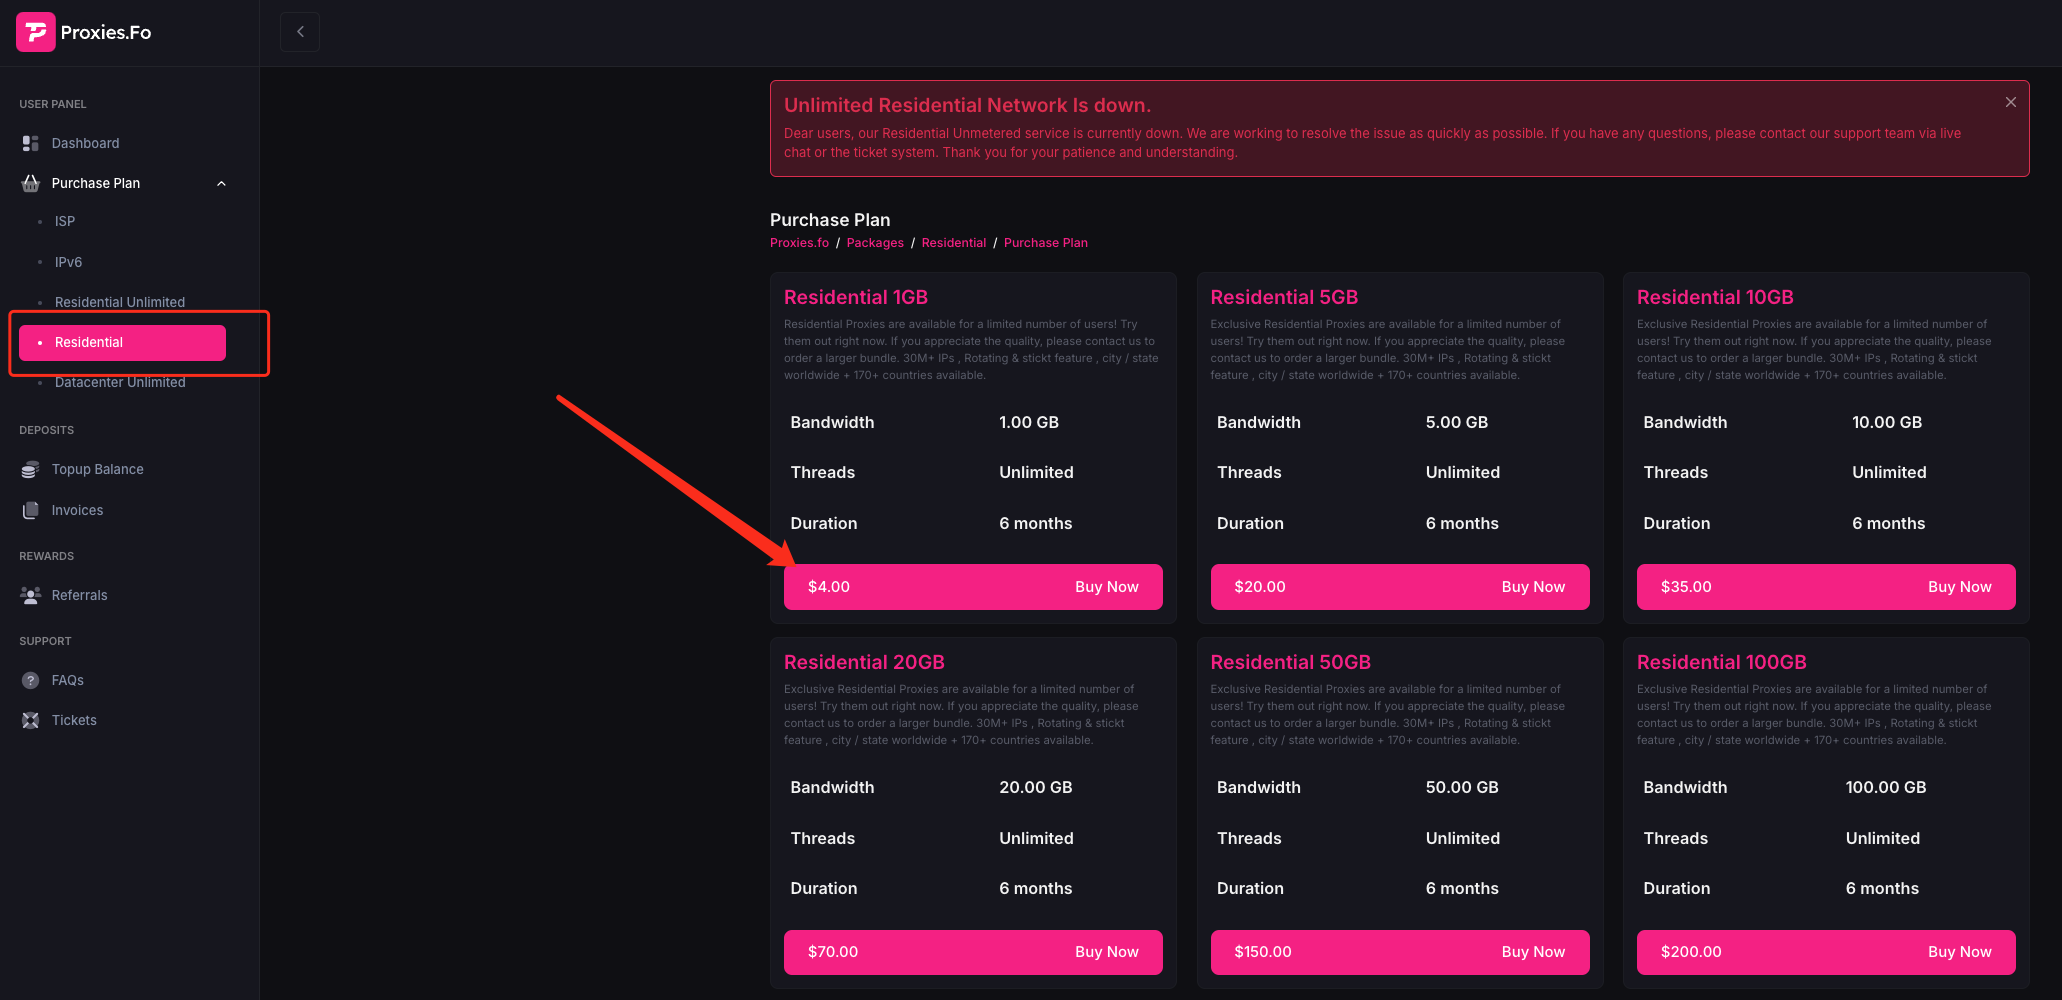 Proxies.Fo
USER PANEL
Dashboard
Purchase Plan
ISP
IPv6
Residential Unlimited
Residential
Datacenter Unlimited
DEPOSITS
Topup Balance
Invoices
REWARDS
Referrals
SUPPORT
FAQs
Tickets
Unlimited Residential Network Is down.
Dear users, our Residential Unmetered service is currently down. We are working to resolve the issue as quickly as possible. If you have any questions, please contact our support team via live
chat or the ticket system. Thank you for your patience and understanding.
Purchase Plan
Proxies.fo / Packages / Residential / Purchase Plan
Residential 1GB
Residential Proxies are available for a limited number of users! Try
them out right now. If you appreciate the quality, please contact us to
order a larger bundle. 30M+ IPs , Rotating & stickt feature , city / state
worldwide + 170+ countries available.
Bandwidth 1.00 GB
Threads Unlimited
Duration 6 months
$4.00 Buy Now
Residential 5GB
Exclusive Residential Proxies are available for a limited number of
users! Try them out right now. If you appreciate the quality, please
contact us to order a larger bundle. 30M+ IPs , Rotating & stickt
feature , city / state worldwide + 170+ countries available.
Bandwidth 5.00 GB
Threads Unlimited
Duration 6 months
$20.00 Buy Now
Residential 10GB
Exclusive Residential Proxies are available for a limited number of
users! Try them out right now. If you appreciate the quality, please
contact us to order a larger bundle. 30M+ IPs , Rotating & stickt
feature , city / state worldwide + 170+ countries available.
Bandwidth 10.00 GB
Threads Unlimited
Duration 6 months
$35.00 Buy Now
Residential 20GB
Exclusive Residential Proxies are available for a limited number of
users! Try them out right now. If you appreciate the quality, please
contact us to order a larger bundle. 30M+ IPs , Rotating & stickt
feature , city / state worldwide + 170+ countries available.
Bandwidth 20.00 GB
Threads Unlimited
Duration 6 months
$70.00 Buy Now
Residential 50GB
Exclusive Residential Proxies are available for a limited number of
users! Try them out right now. If you appreciate the quality, please
contact us to order a larger bundle. 30M+ IPs , Rotating & stickt
feature , city / state worldwide + 170+ countries available.
Bandwidth 50.00 GB
Threads Unlimited
Duration 6 months
$150.00 Buy Now
Residential 100GB
Exclusive Residential Proxies are available for a limited number of
users! Try them out right now. If you appreciate the quality, please
contact us to order a larger bundle. 30M+ IPs , Rotating & stickt
feature , city / state worldwide + 170+ countries available.
Bandwidth 100.00 GB
Threads Unlimited
Duration 6 months
$200.00 Buy Now